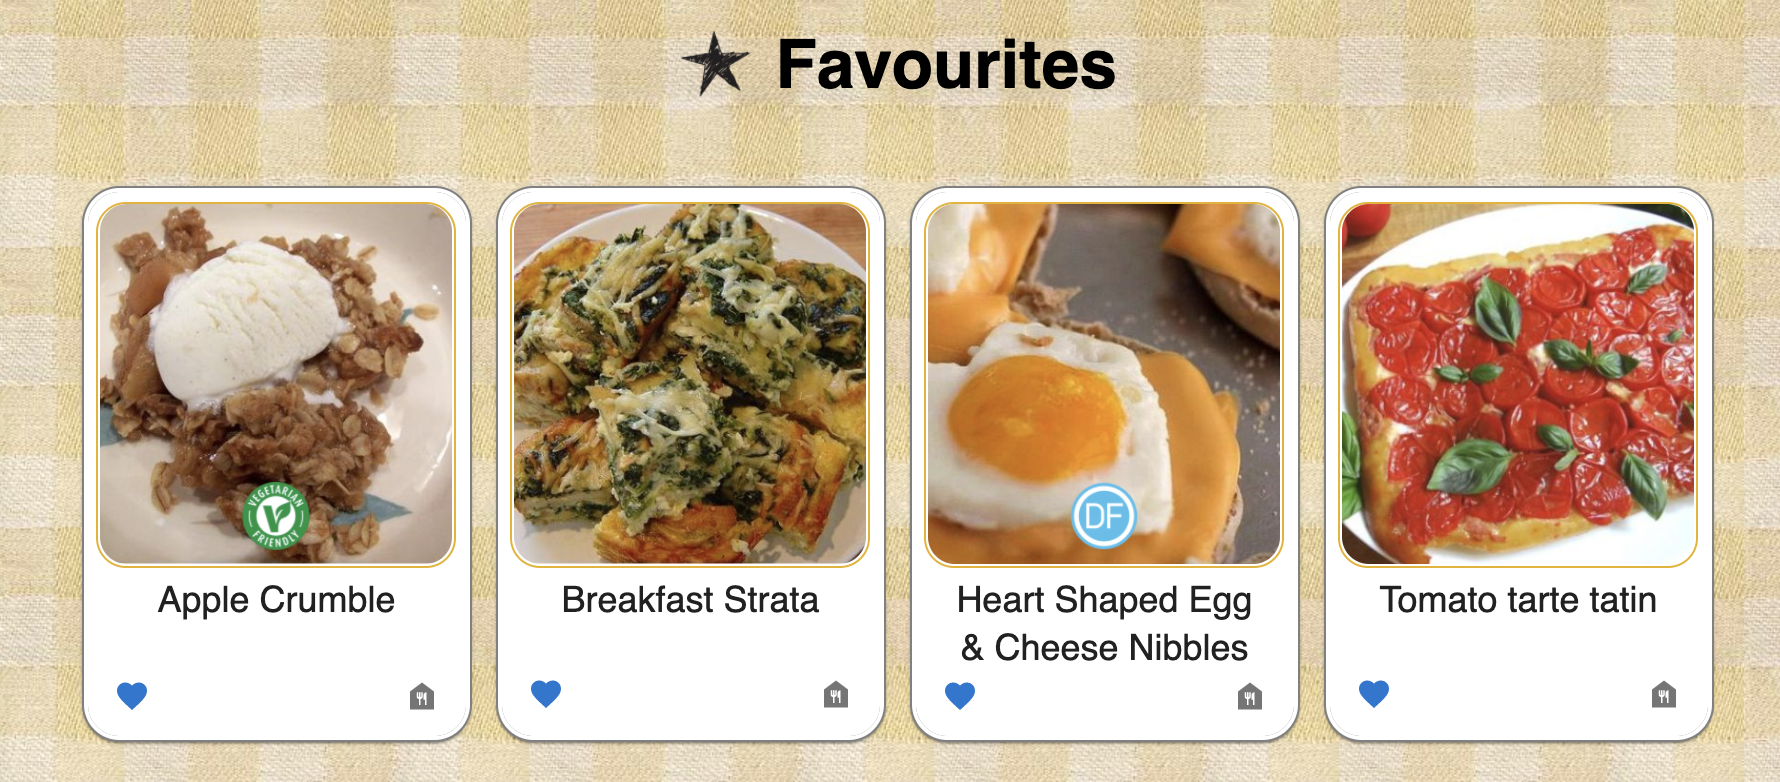 Favourites
VEGETARIAN
FRIENDLY
DF
Apple Crumble
Breakfast Strata
Heart Shaped Egg
& Cheese Nibbles
Tomato tarte tatin